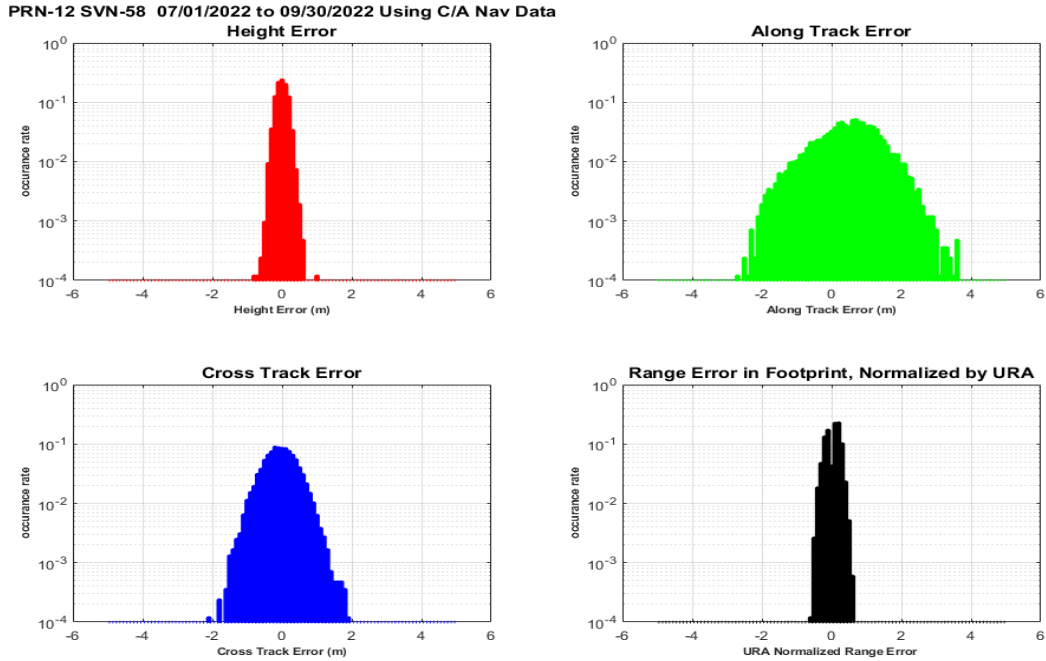 PRN-12 SVN-58 07/01/2022 to 09/30/2022 Using C/A Nav Data
Height Error
10^0
10^-1
10^-2
10^-3
10^-4
occurance rate
-6 -4 -2 0 2 4 6
Height Error (m)
Along Track Error
10^0
10^-1
10^-2
10^-3
10^-4
occurance rate
-6 -4 -2 0 2 4 6
Along Track Error (m)
Cross Track Error
10^0
10^-1
10^-2
10^-3
10^-4
occurance rate
-6 -4 -2 0 2 4 6
Cross Track Error (m)
Range Error in Footprint, Normalized by URA
10^0
10^-1
10^-2
10^-3
10^-4
occurance rate
-6 -4 -2 0 2 4 6
URA Normalized Range Error